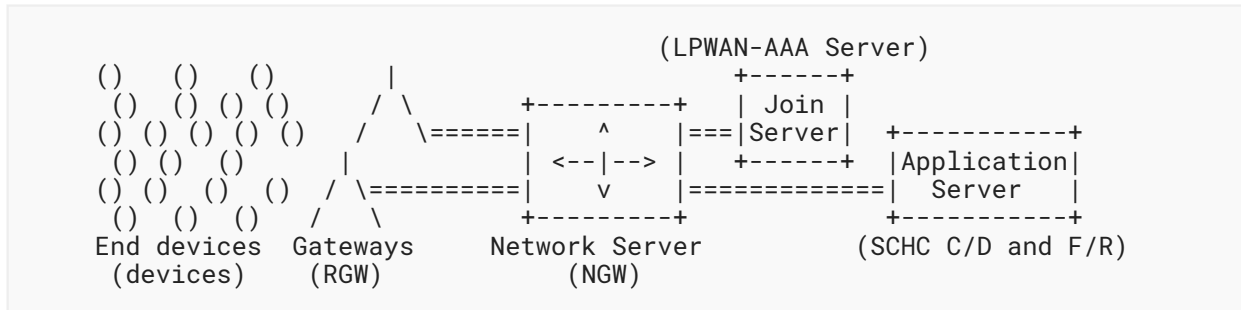 (LPWAN-AAA Server)
()    ()    ()        |                      +------+
()   () () ()      / \          +---------+   | Join |
() () () () ()    /    \======|    ^    |===|Server|  +-----------+
() ()   ()       |           | <--|--> |   +------+  |Application|
() ()  ()  ()   / \==========|    v    |=============|  Server   |
()  ()  ()    /    \         +---------+             +-----------+
End devices  Gateways     Network Server          (SCHC C/D and F/R)
(devices)    (RGW)            (NGW)